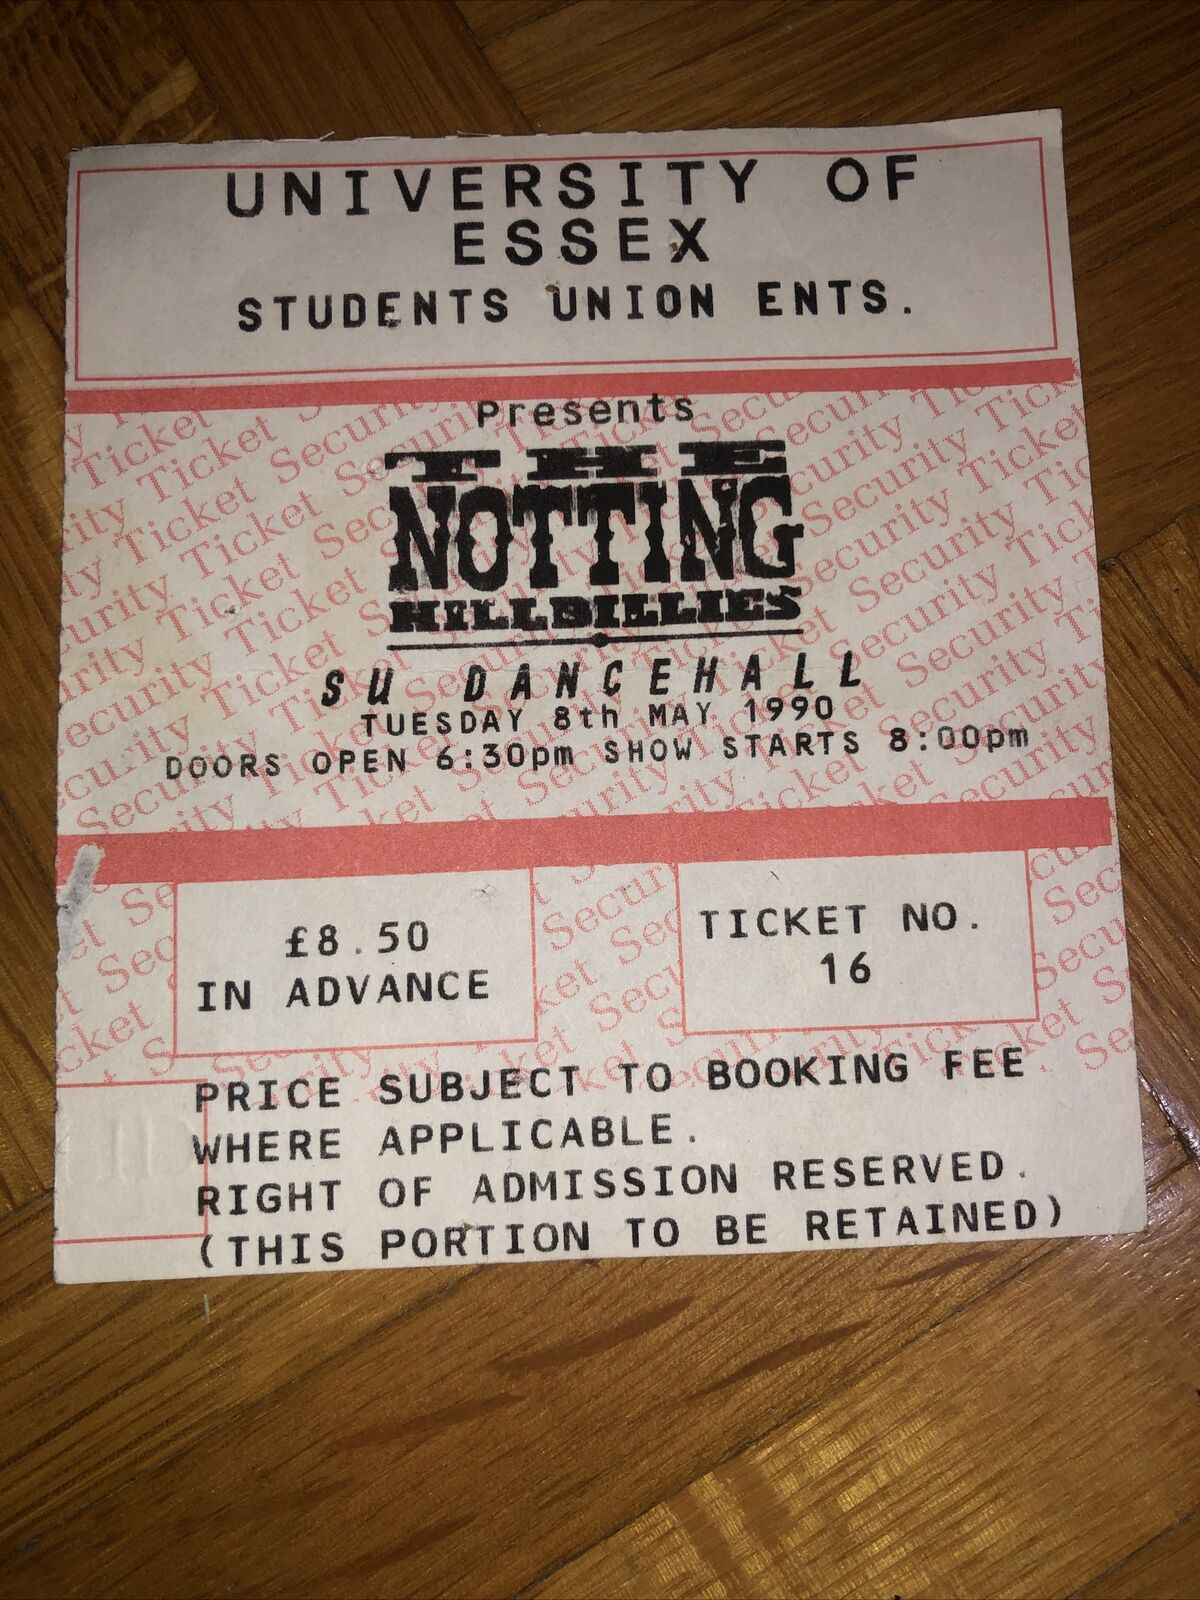 UNIVERSITY OF
ESSEX
STUDENTS UNION ENTS.
Presents
THE
NOTTING
HILLBILLIES
SU DANCEHALL
TUESDAY 8th MAY 1990
DOORS OPEN 6:30pm SHOW STARTS 8:00pm
£8.50
IN ADVANCE
TICKET NO.
16
PRICE SUBJECT TO BOOKING FEE
WHERE APPLICABLE.
RIGHT OF ADMISSION RESERVED.
(THIS PORTION TO BE RETAINED)